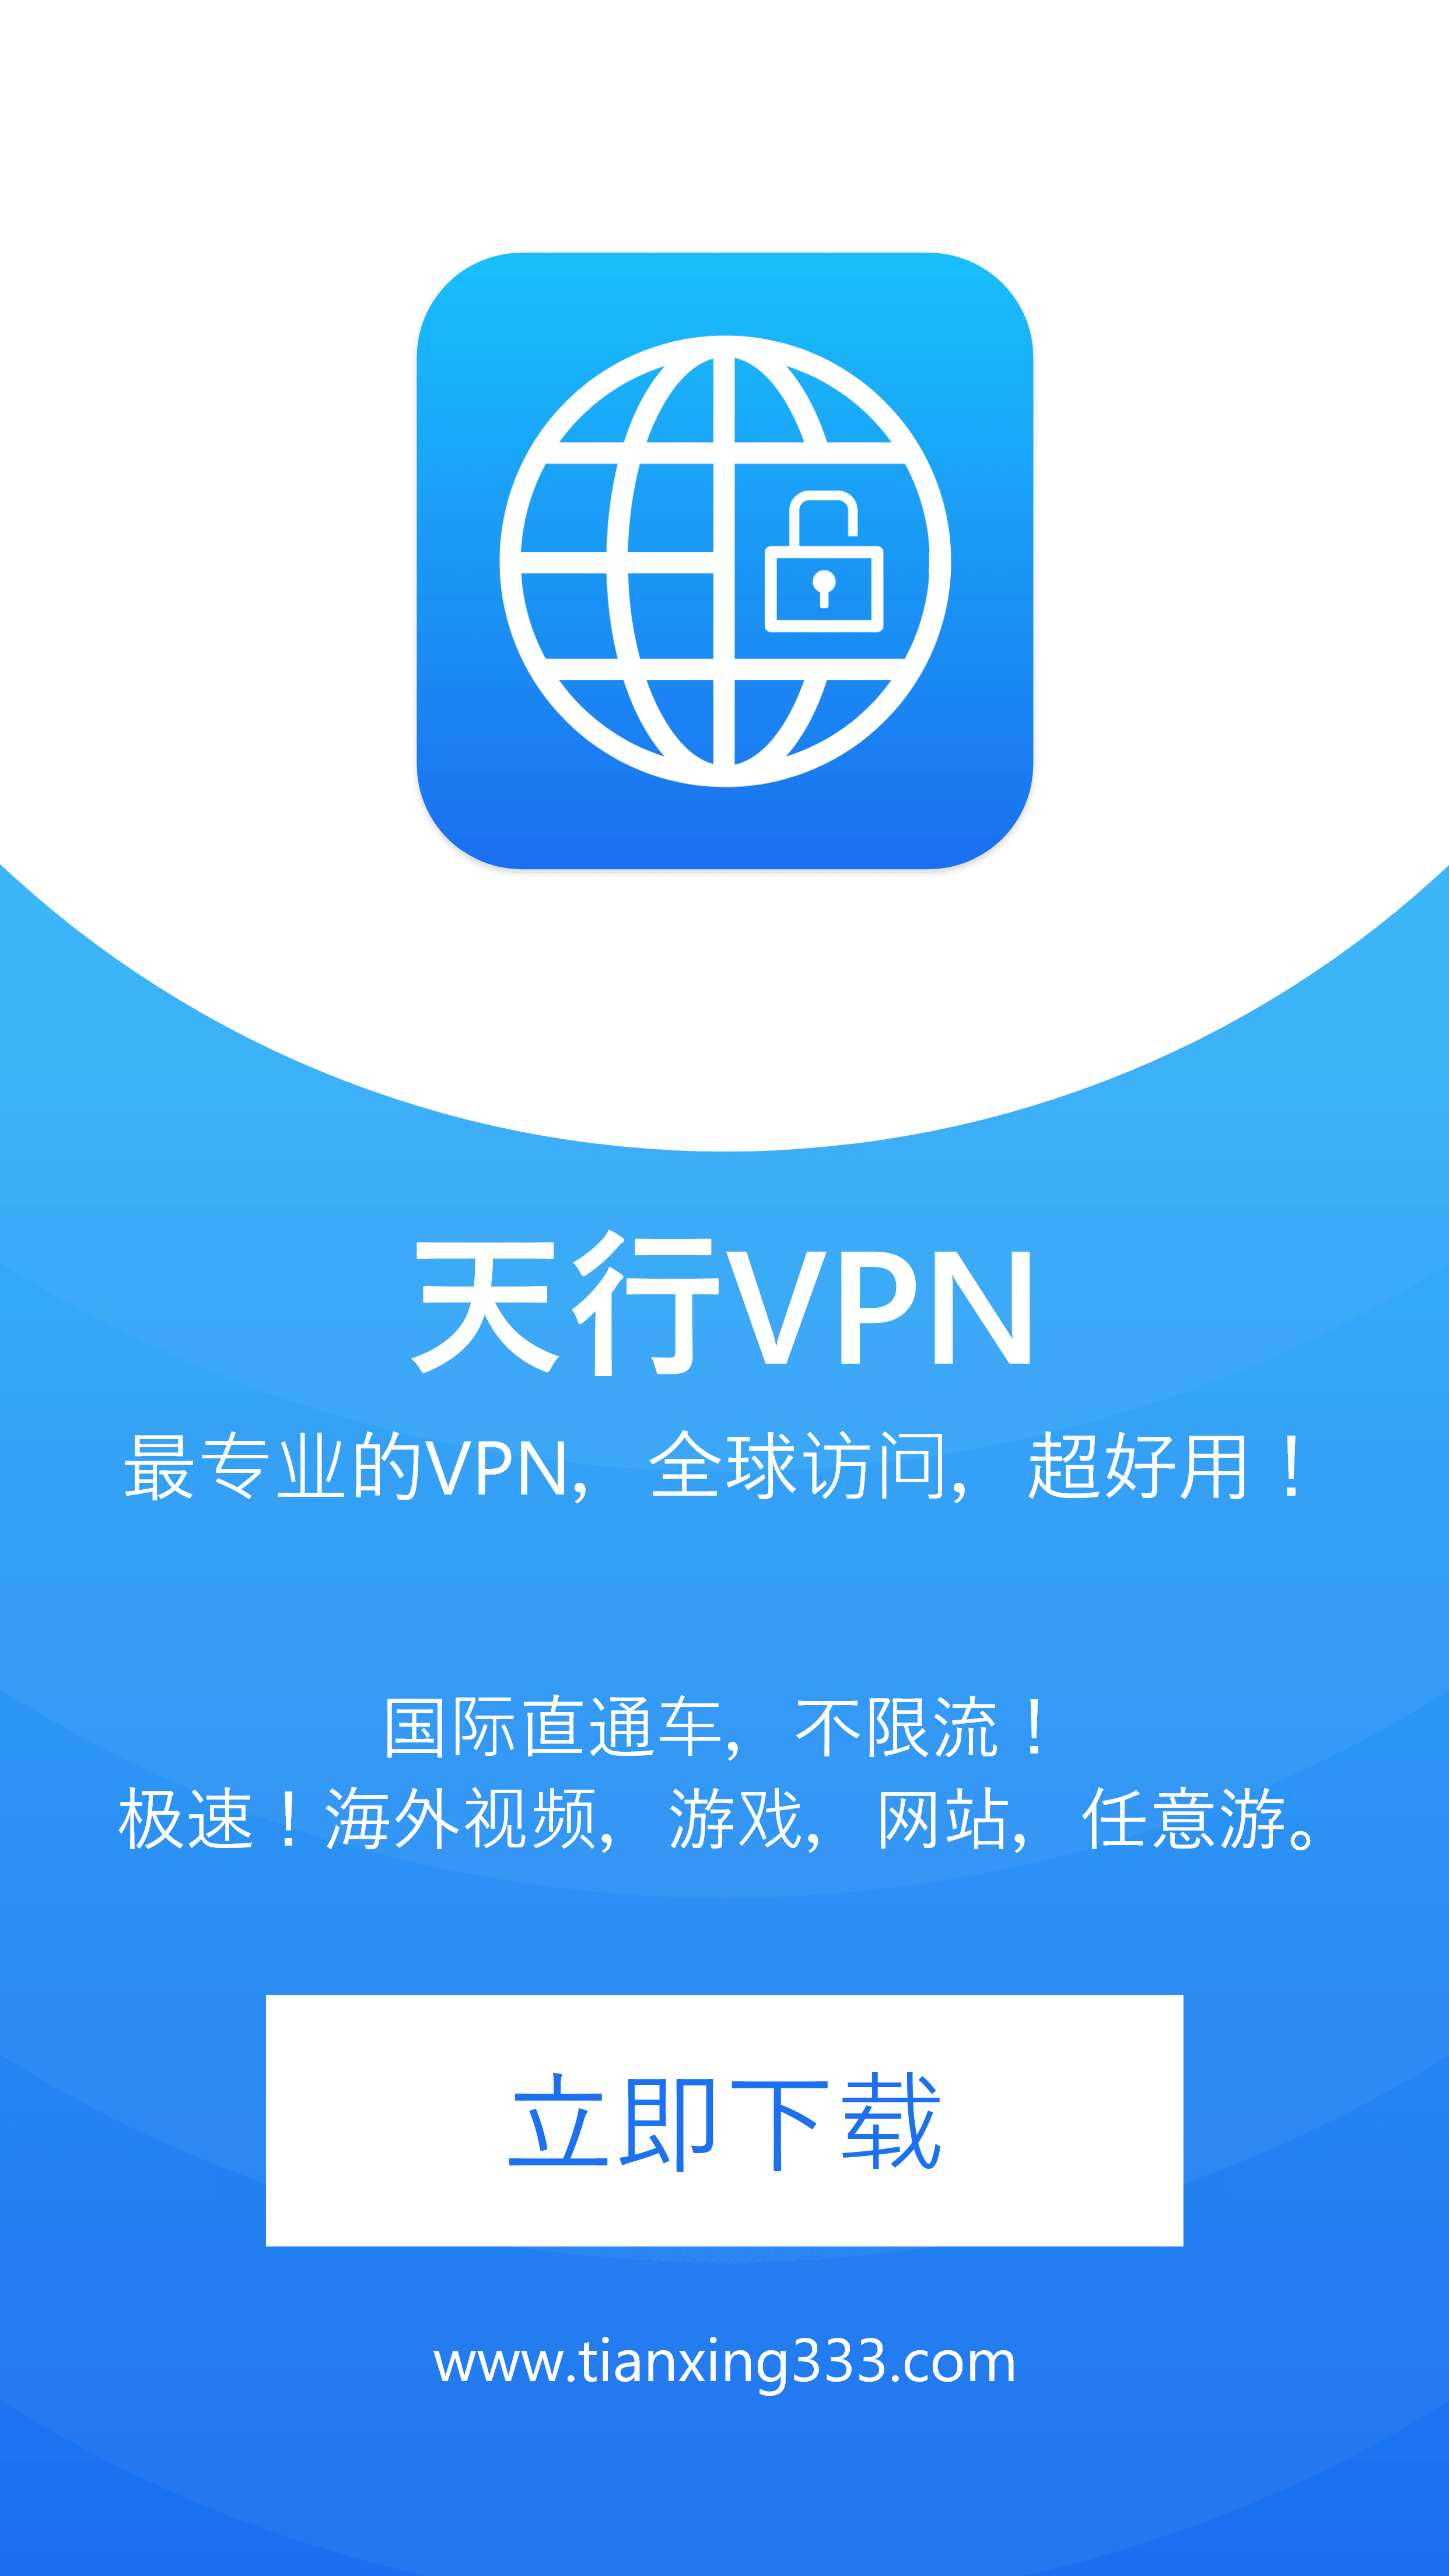 天行VPN
最专业的VPN，全球访问，超好用！
国际直通车，不限流！
极速！海外视频，游戏，网站，任意游。
立即下载
www.tianxing333.com